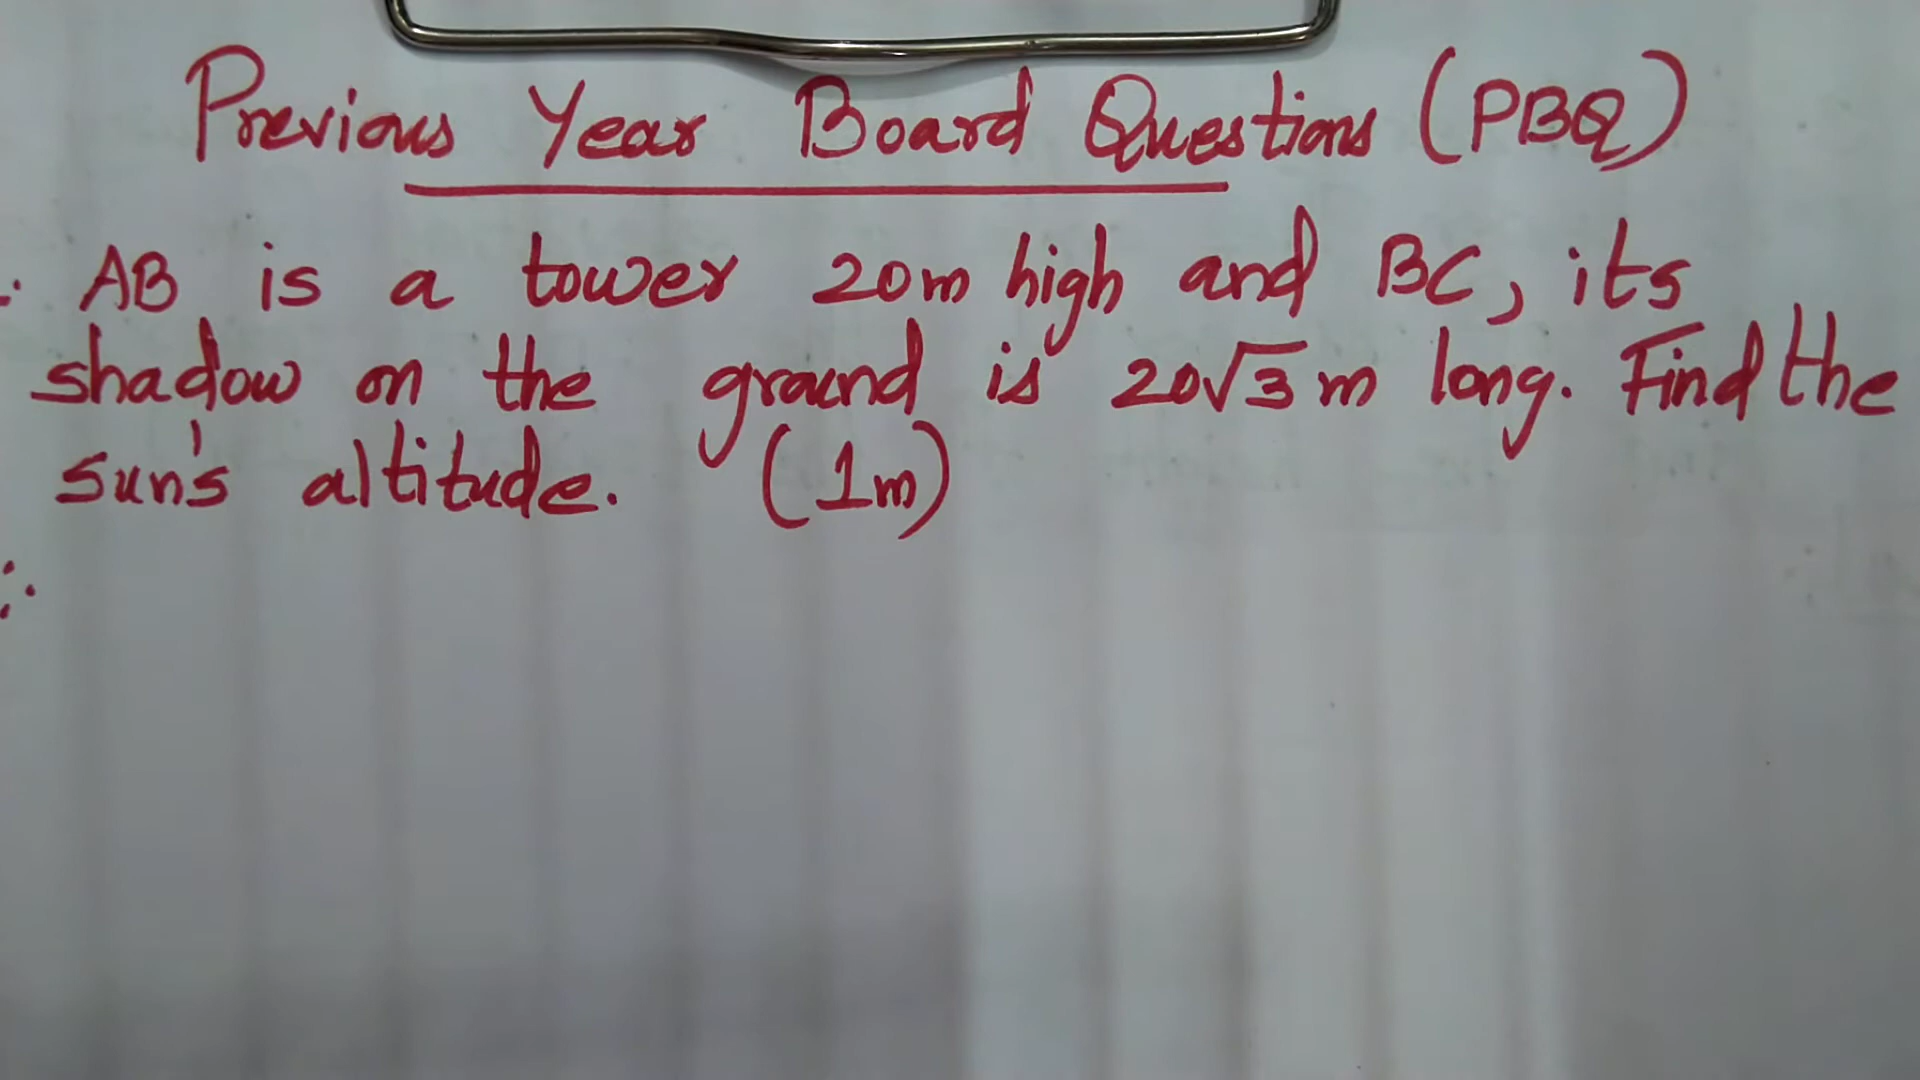 Previous Year Board Questions (PBQ)
AB is a tower 20m high and BC, its
shadow on the ground is 20√3 m long. Find the
sun's altitude. (1m)